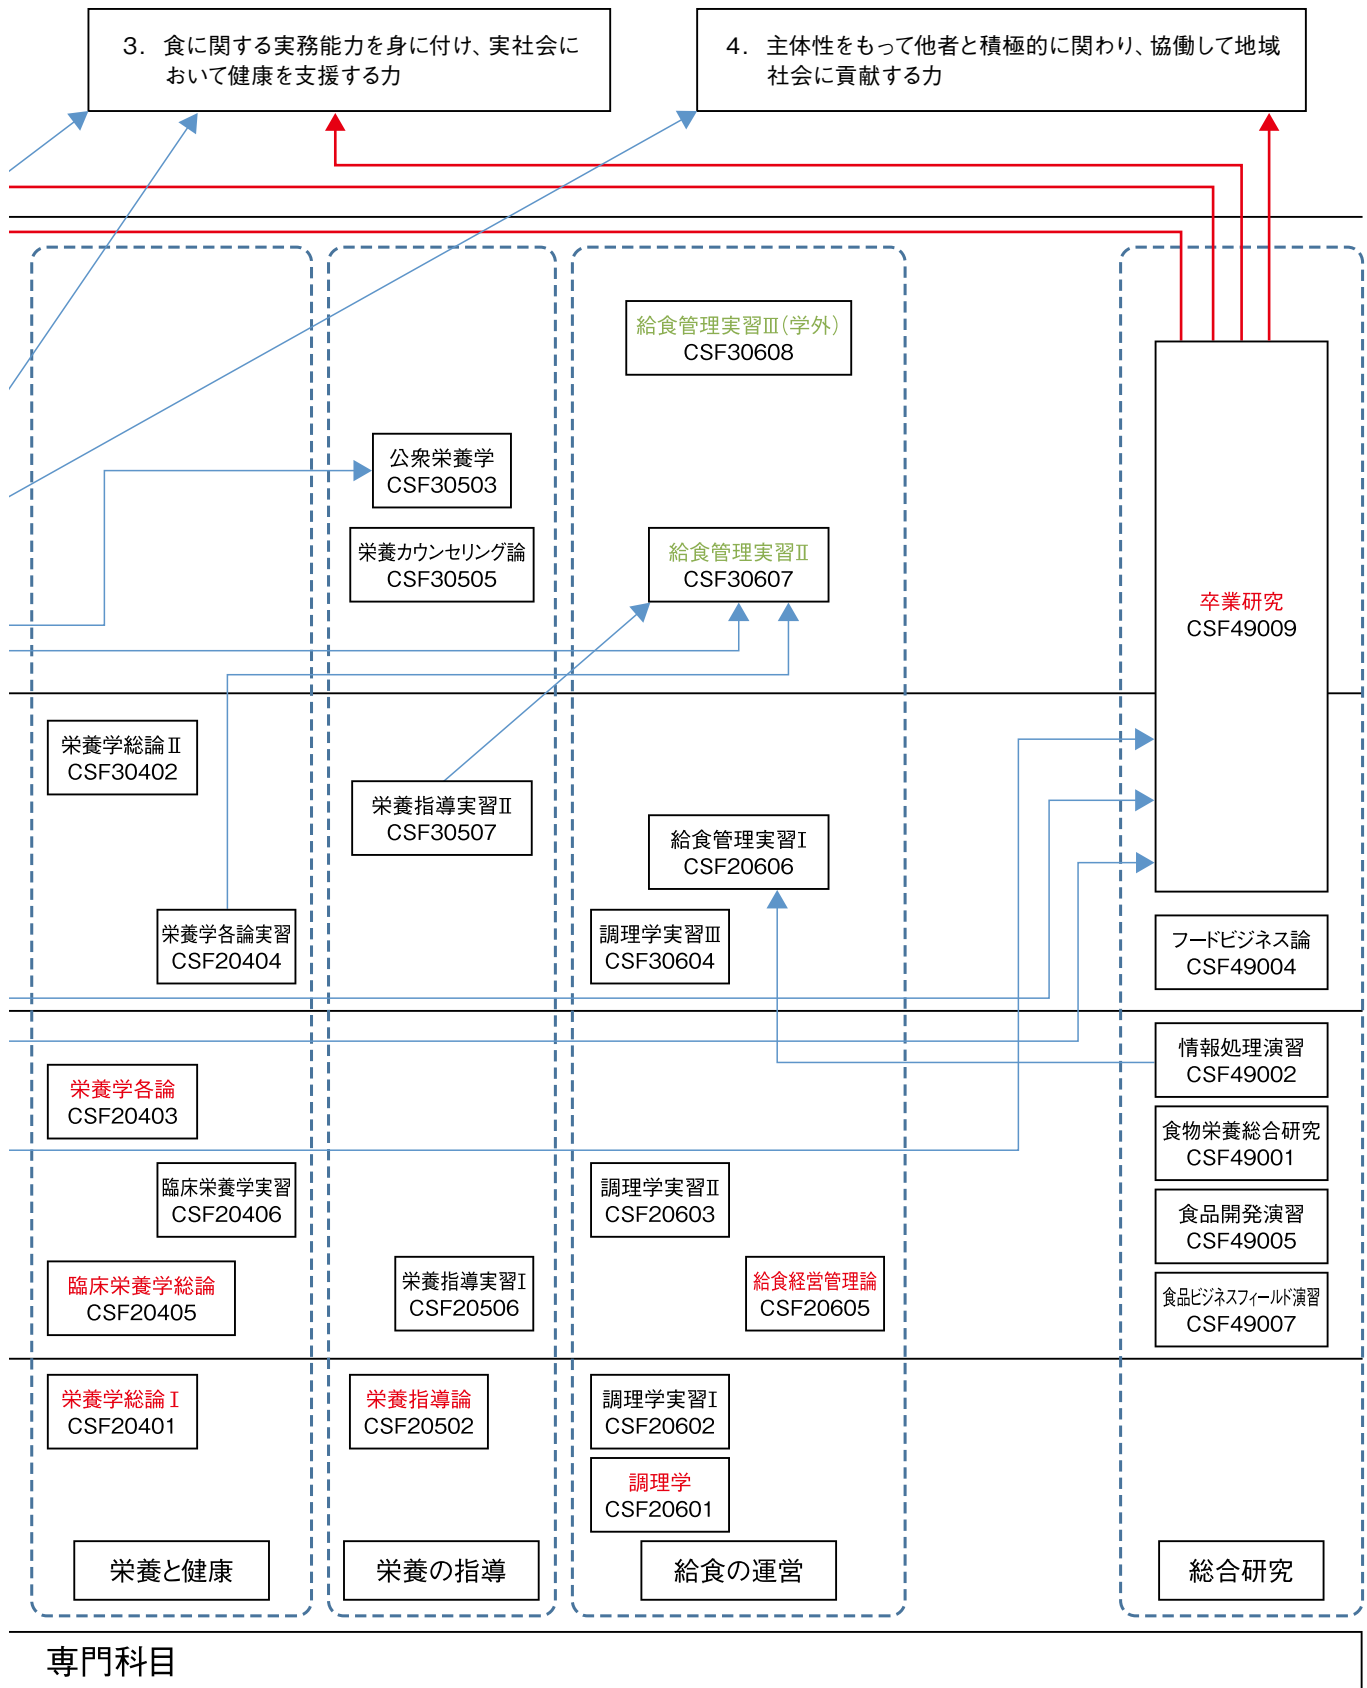 3. 食に関する実務能力を身に付け、実社会に
おいて健康を支援する力
4. 主体性をもって他者と積極的に関わり、協働して地域
社会に貢献する力
給食管理実習Ⅲ(学外)
CSF30608
公衆栄養学
CSF30503
栄養カウンセリング論
CSF30505
給食管理実習Ⅱ
CSF30607
卒業研究
CSF49009
栄養学総論Ⅱ
CSF30402
栄養指導実習Ⅱ
CSF30507
給食管理実習Ⅰ
CSF20606
栄養学各論実習
CSF20404
調理学実習Ⅲ
CSF30604
フードビジネス論
CSF49004
情報処理演習
CSF49002
栄養学各論
CSF20403
食物栄養総合研究
CSF49001
臨床栄養学実習
CSF20406
調理学実習Ⅱ
CSF20603
食品開発演習
CSF49005
臨床栄養学総論
CSF20405
栄養指導実習Ⅰ
CSF20506
給食経営管理論
CSF20605
食品ビジネスフィールド演習
CSF49007
栄養学総論Ⅰ
CSF20401
栄養指導論
CSF20502
調理学実習Ⅰ
CSF20602
調理学
CSF20601
栄養と健康
栄養の指導
給食の運営
総合研究
専門科目